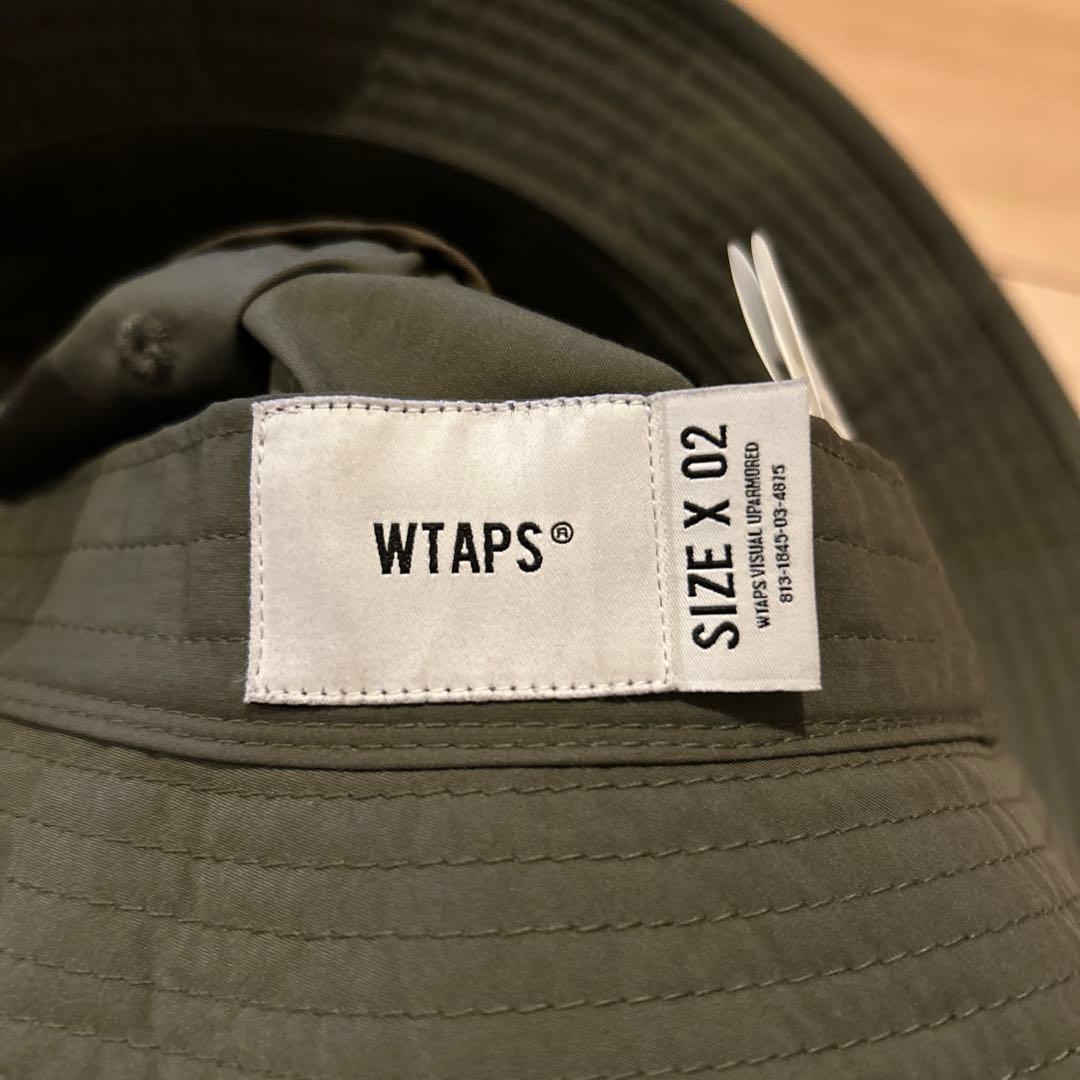 WTAPS®
SIZE X 02
WTAPS VISUAL UPARMORED
813-1845-03-4875